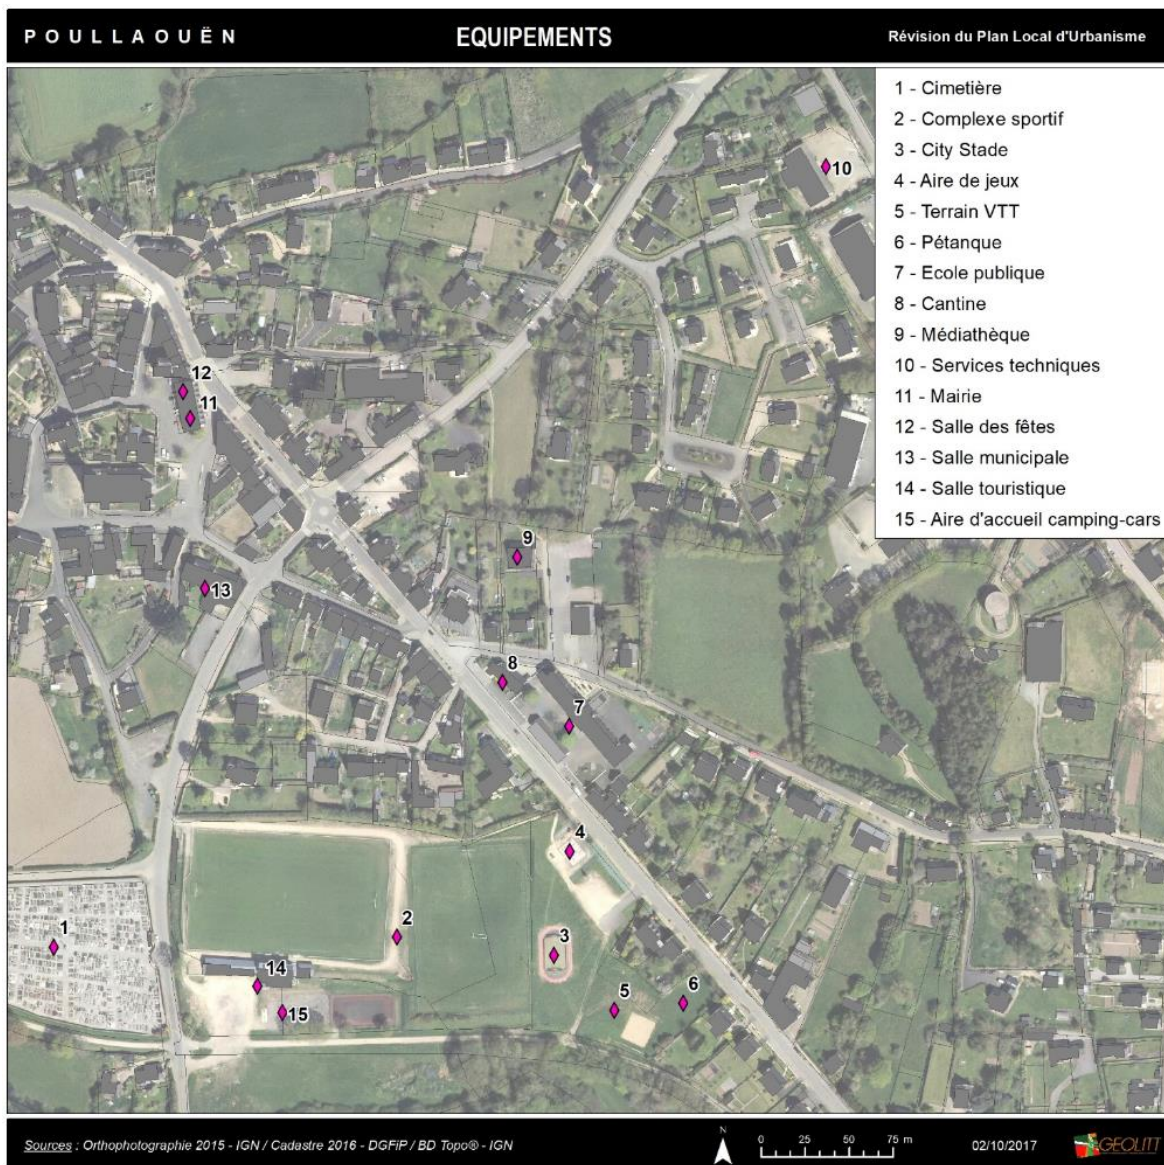 POULLAOUËN
EQUIPEMENTS
Révision du Plan Local d'Urbanisme
1 - Cimetière
2 - Complexe sportif
3 - City Stade
4 - Aire de jeux
5 - Terrain VTT
6 - Pétanque
7 - Ecole publique
8 - Cantine
9 - Médiathèque
10 - Services techniques
11 - Mairie
12 - Salle des fêtes
13 - Salle municipale
14 - Salle touristique
15 - Aire d'accueil camping-cars
10
12
11
9
13
8
7
4
2
1
3
14
6
5
15
Sources : Orthophotographie 2015 - IGN / Cadastre 2016 - DGFiP / BD Topo® - IGN
N
0 25 50 75 m
02/10/2017
GEOLITT